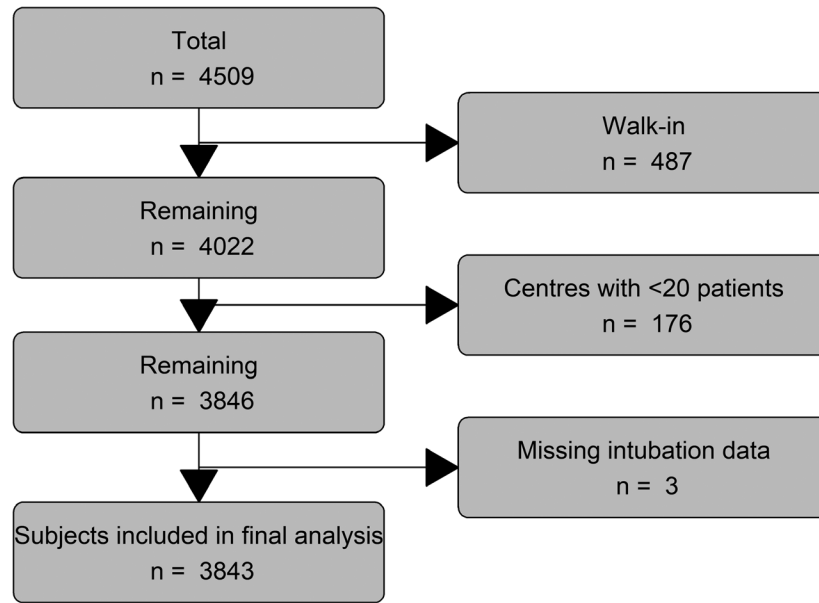 Total
n = 4509
Walk-in
n = 487
Remaining
n = 4022
Centres with <20 patients
n = 176
Remaining
n = 3846
Missing intubation data
n = 3
Subjects included in final analysis
n = 3843